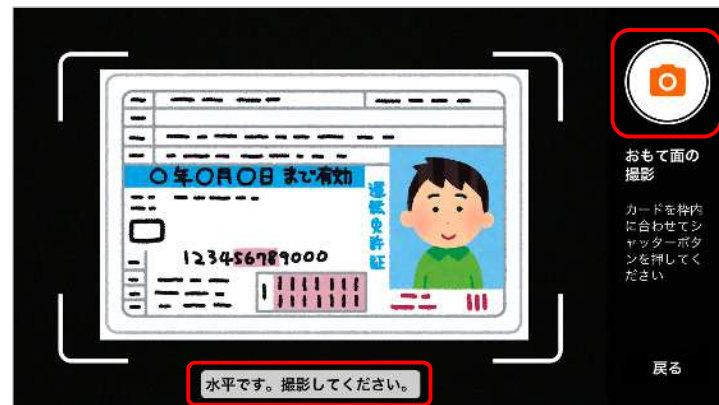 〇年〇月〇日 まで有効
運転免許証
123456789000
水平です。撮影してください。
おもて面の
撮影
カードを枠内
に合わせてシ
ャッターボタ
ンを押してく
ださい
戻る